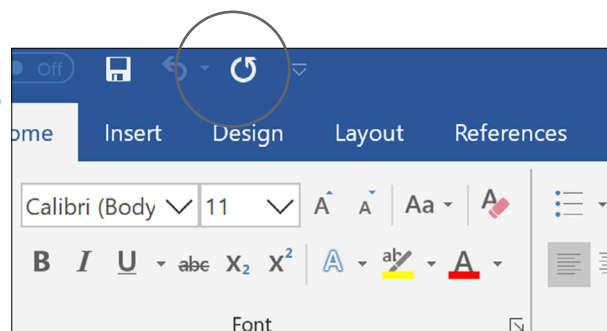 Off
ome Insert Design Layout References
Calibri (Body 11 A A Aa A
B I U abc X₂ X² A ab A
Font